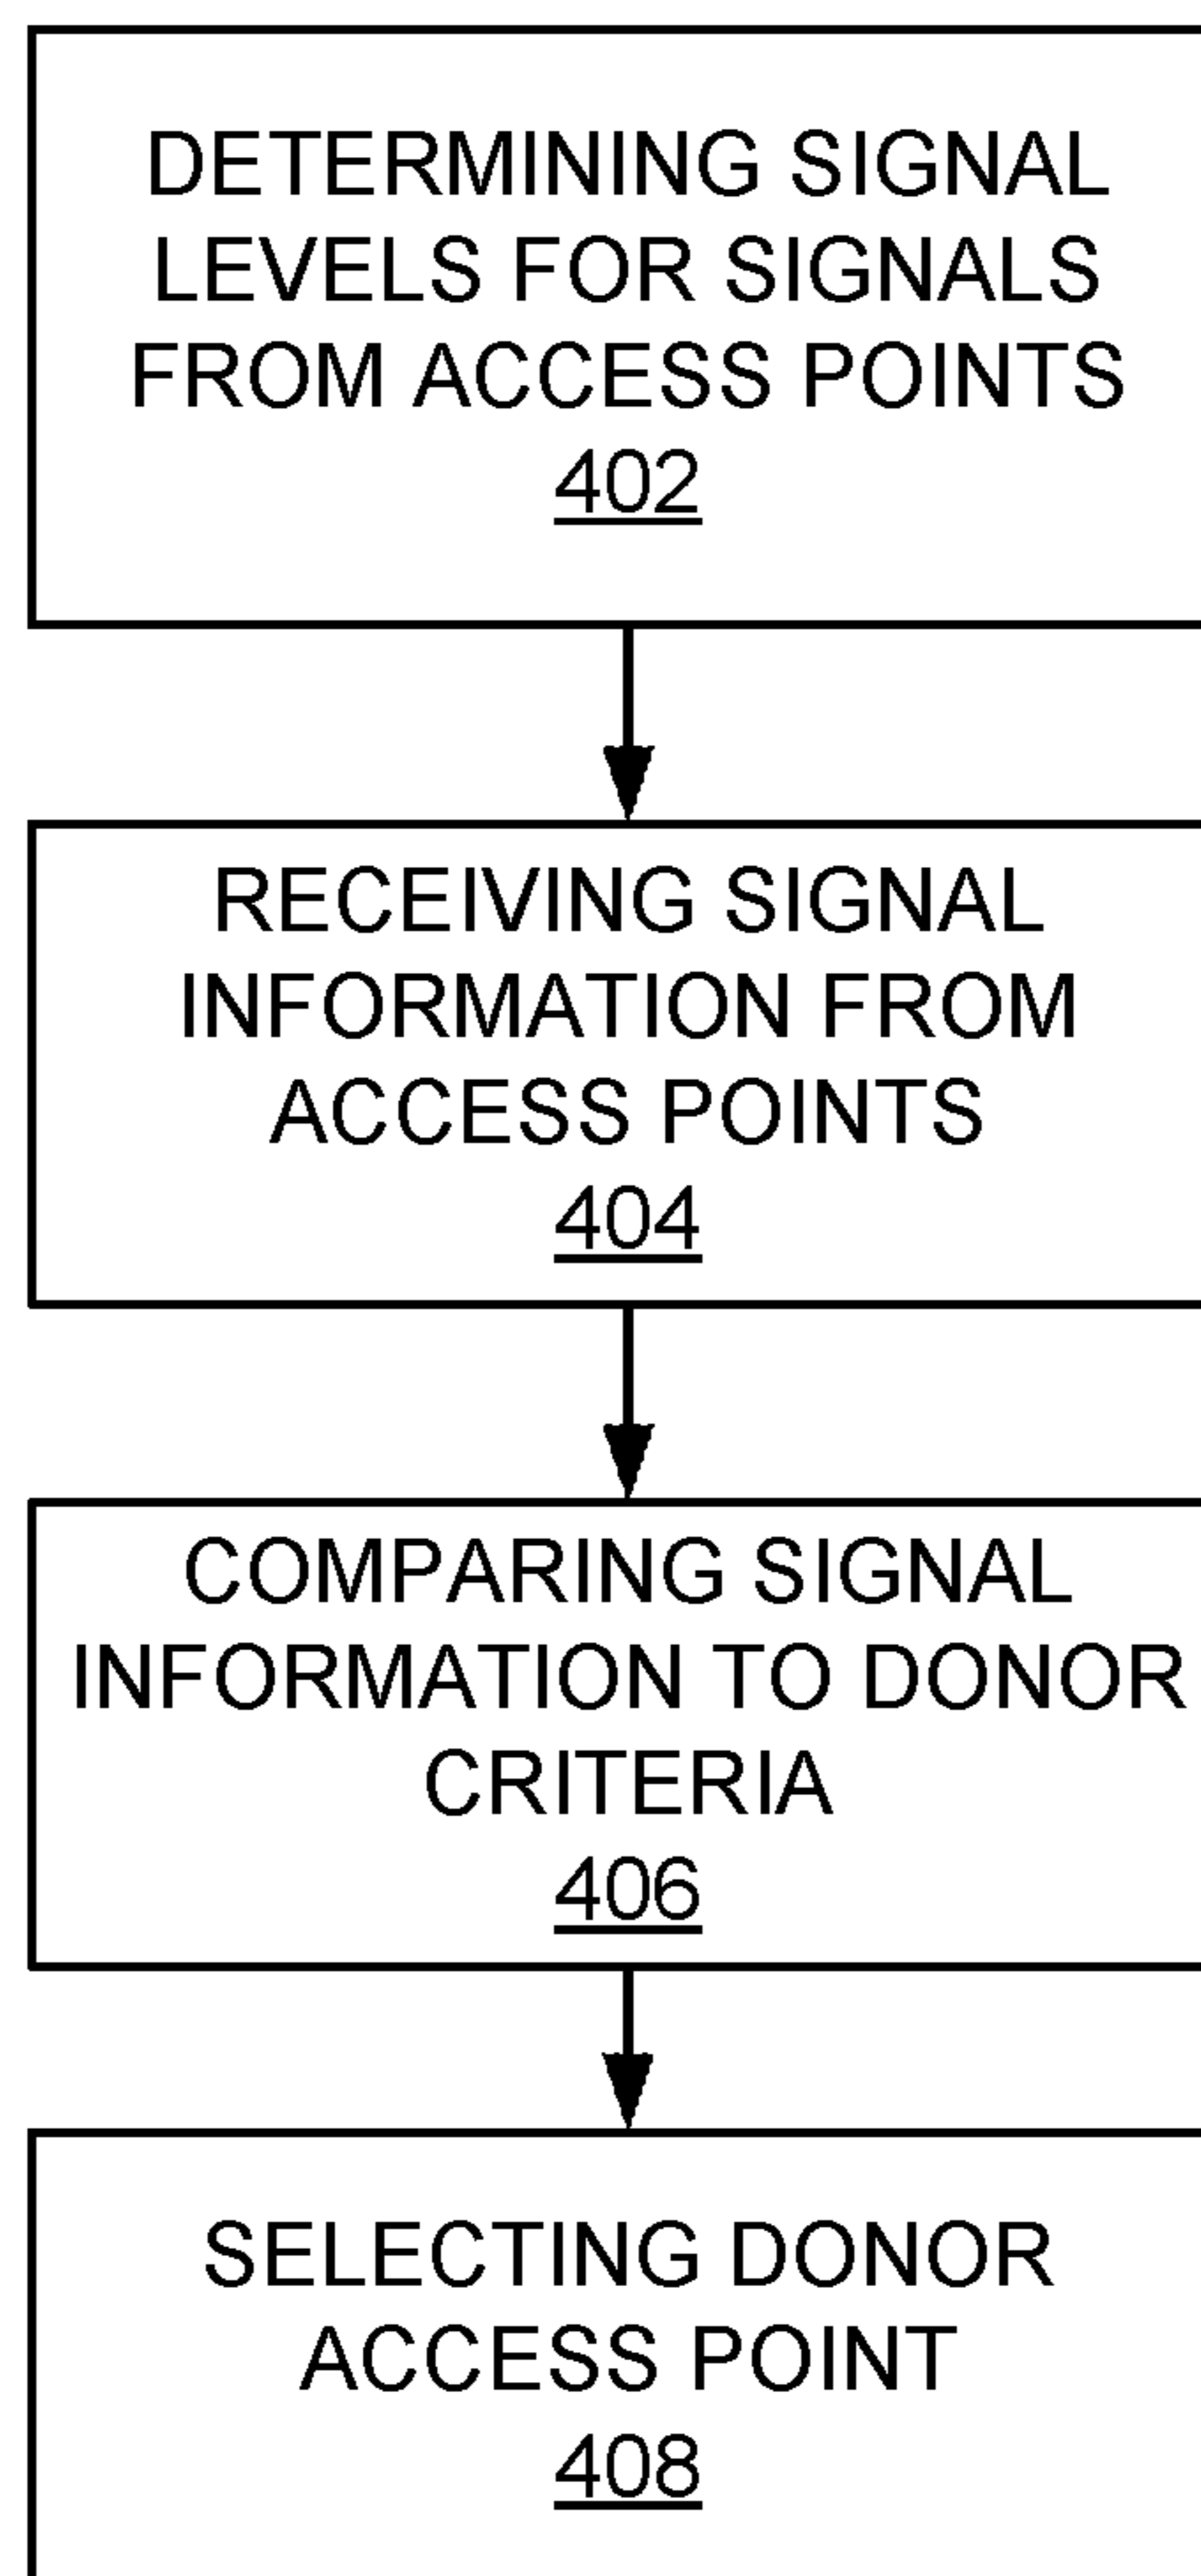 DETERMINING SIGNAL
LEVELS FOR SIGNALS
FROM ACCESS POINTS
402
RECEIVING SIGNAL
INFORMATION FROM
ACCESS POINTS
404
COMPARING SIGNAL
INFORMATION TO DONOR
CRITERIA
406
SELECTING DONOR
ACCESS POINT
408